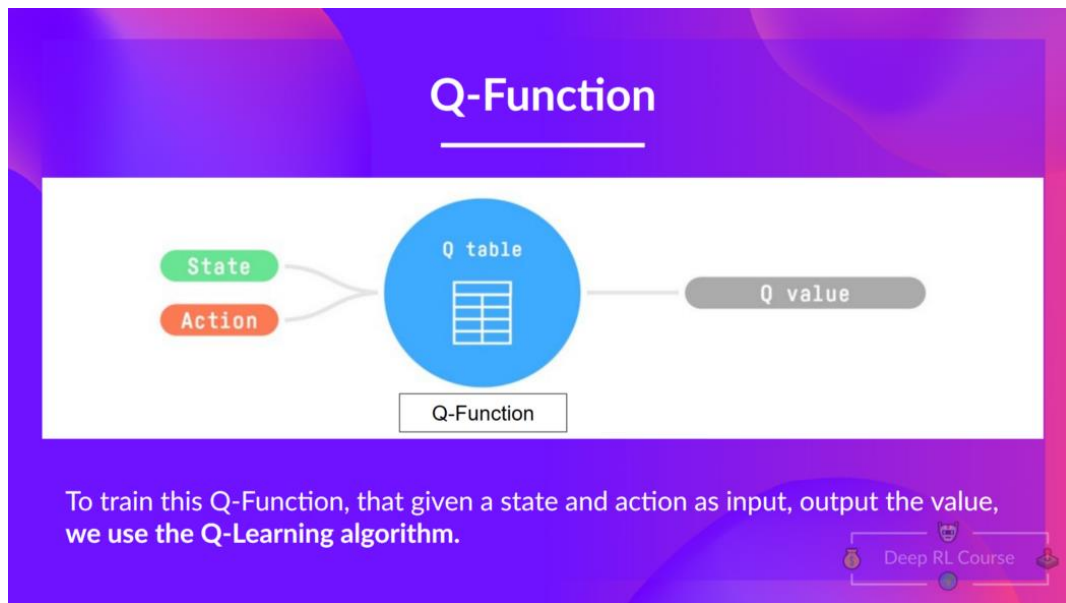 Q-Function
State
Action
Q table
Q value
Q-Function
To train this Q-Function, that given a state and action as input, output the value,
we use the Q-Learning algorithm.
Deep RL Course